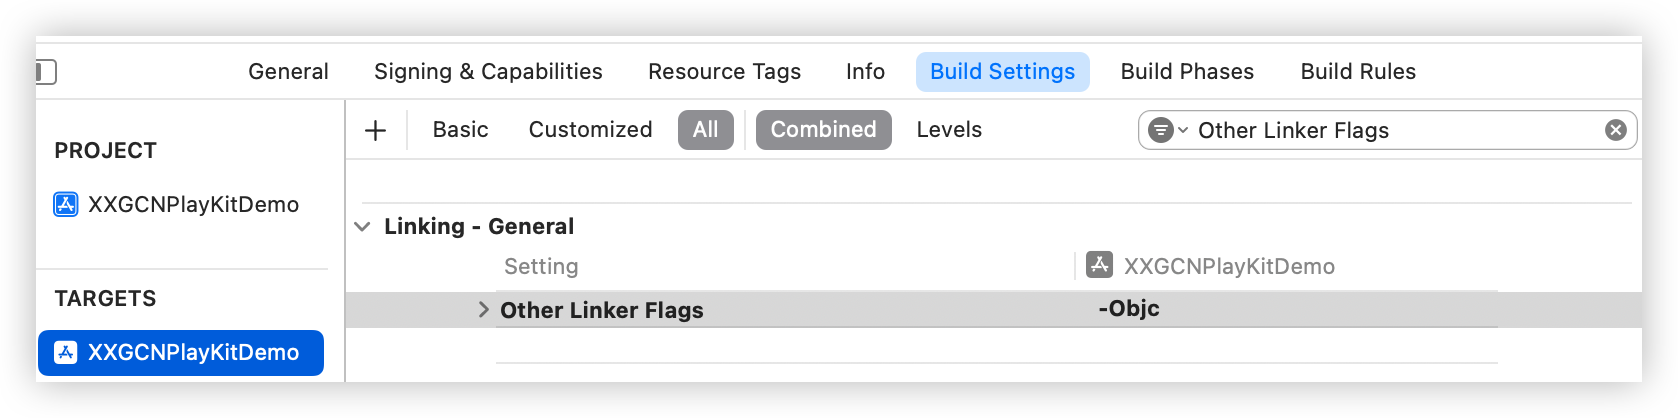 General Signing & Capabilities Resource Tags Info Build Settings Build Phases Build Rules
Basic Customized All Combined Levels Other Linker Flags
PROJECT
XXGCNPlayKitDemo
TARGETS
XXGCNPlayKitDemo
Linking - General
Setting XXGCNPlayKitDemo
Other Linker Flags -Objc